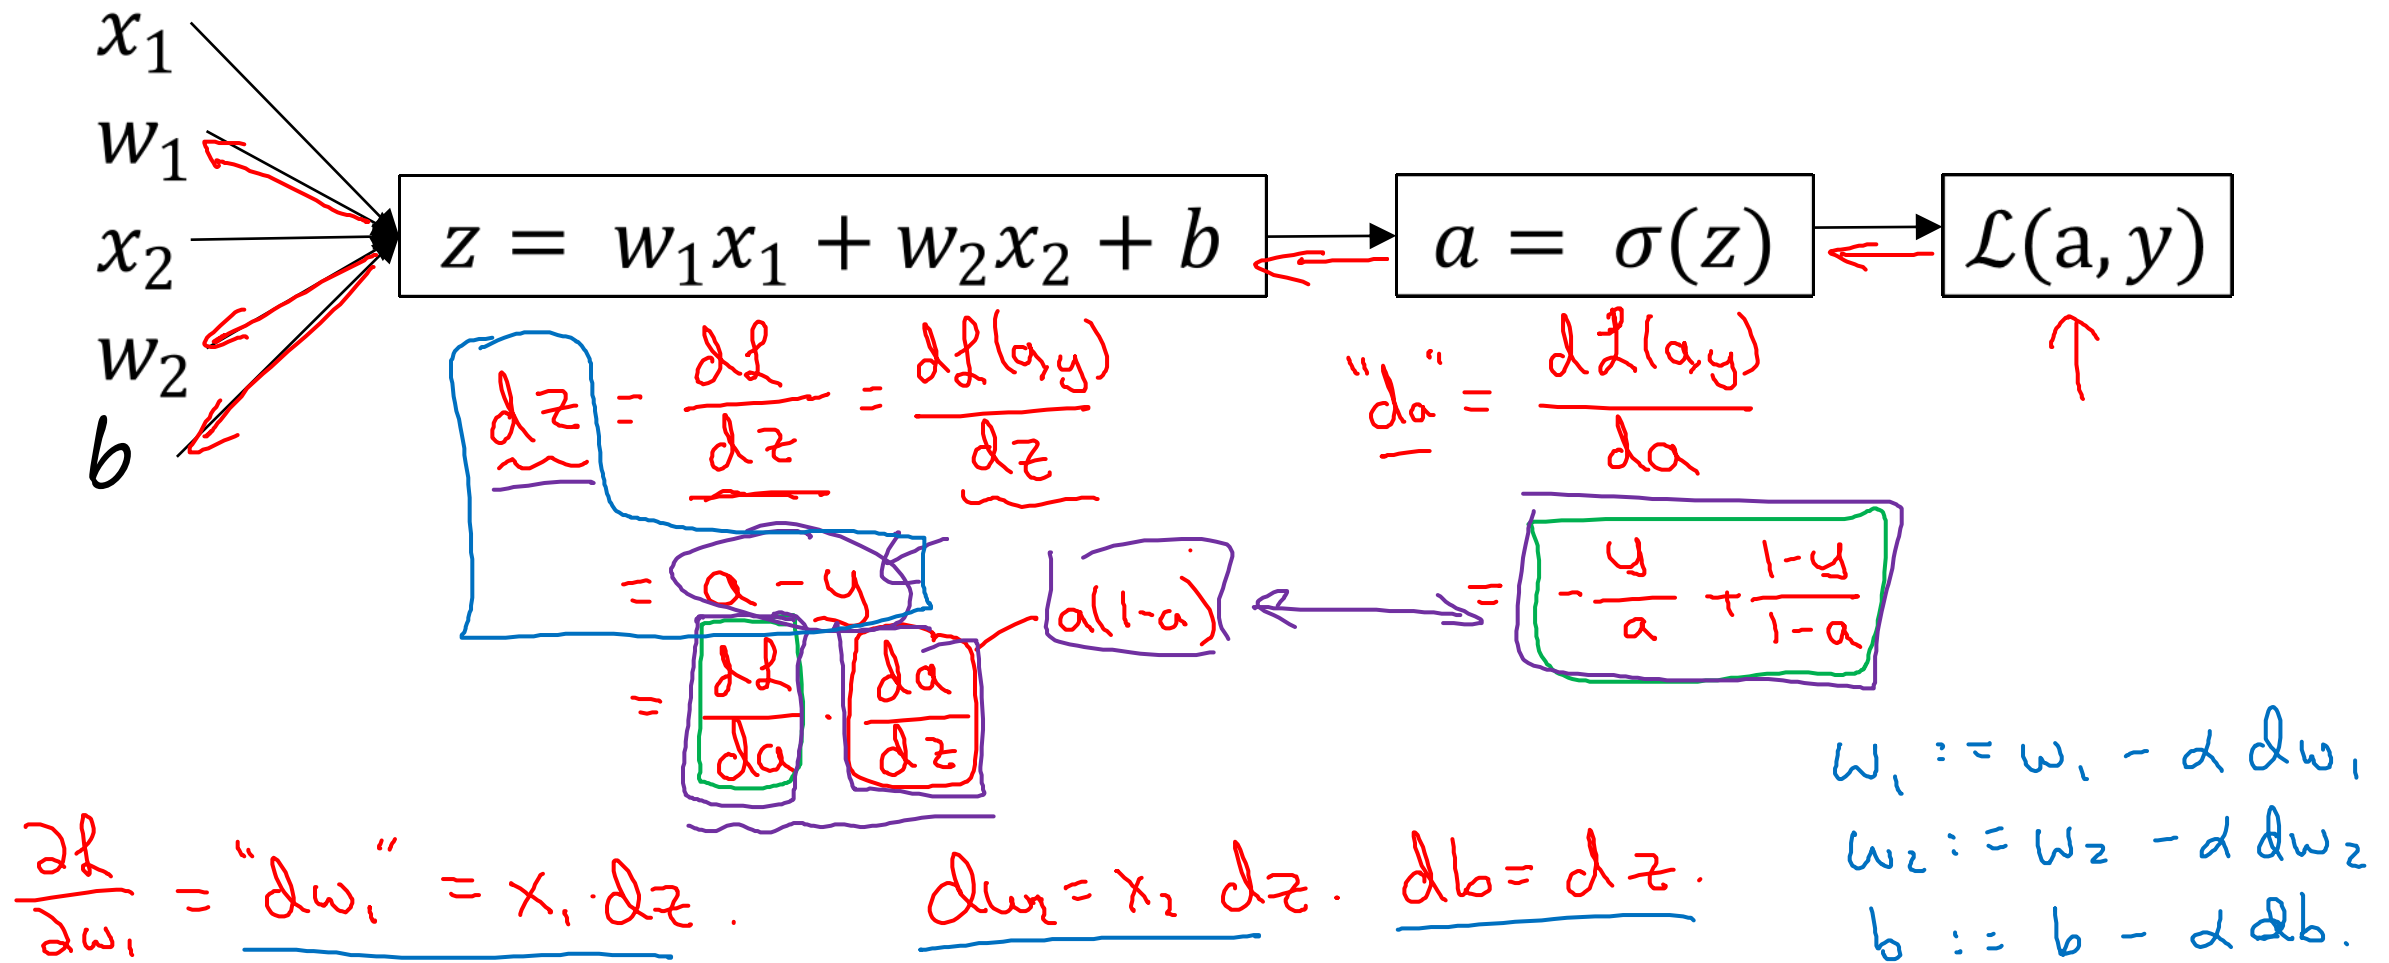 x₁
w₁
x₂
w₂
b
z = w₁x₁ + w₂x₂ + b
a = σ(z)
ℒ(a, y)
dz = dℒ/dz = dℒ(a,y)/dz
"da" = dℒ(a,y)/da
= a - y
a(1-a)
= - y/a + (1-y)/(1-a)
= dℒ/da · da/dz
∂ℒ/∂w₁ = "dw₁" = x₁ · dz.
dw₂ = x₂ dz.
db = dz.
w₁ := w₁ - α dw₁
w₂ := w₂ - α dw₂
b := b - α db.